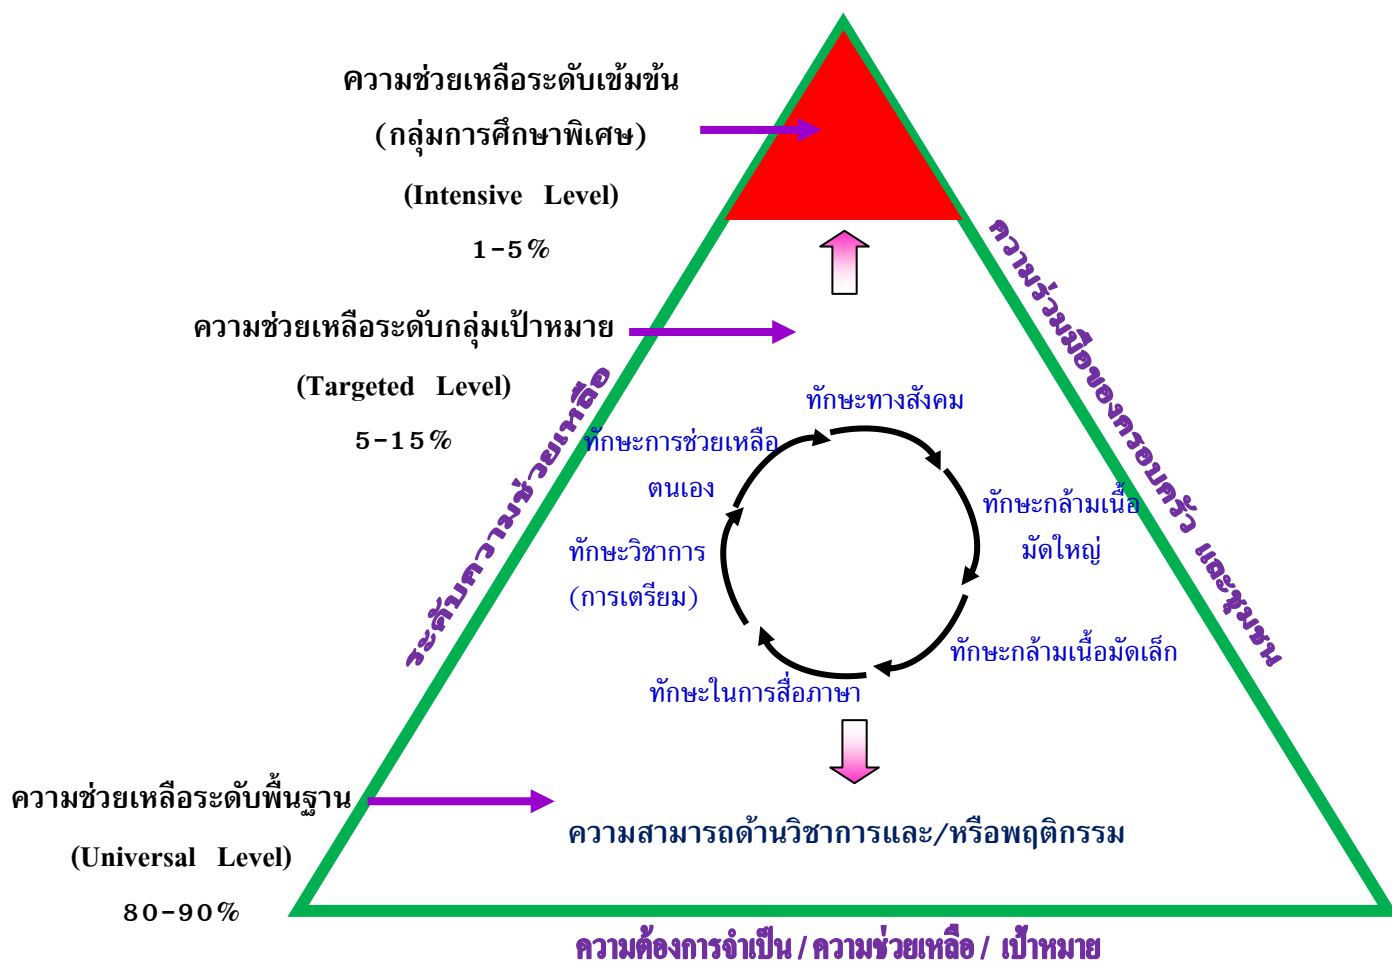 ความช่วยเหลือระดับเข้มข้น
(กลุ่มการศึกษาพิเศษ)
(Intensive Level)
1-5%
ความช่วยเหลือระดับกลุ่มเป้าหมาย
(Targeted Level)
5-15%
ระดับความช่วยเหลือ
ความร่วมมือของครอบครัว และชุมชน
ทักษะทางสังคม
ทักษะการช่วยเหลือ
ตนเอง
ทักษะกล้ามเนื้อ
มัดใหญ่
ทักษะวิชาการ
(การเตรียม)
ทักษะกล้ามเนื้อมัดเล็ก
ทักษะในการสื่อภาษา
ความช่วยเหลือระดับพื้นฐาน
(Universal Level)
80-90%
ความสามารถด้านวิชาการและ/หรือพฤติกรรม
ความต้องการจำเป็น / ความช่วยเหลือ / เป้าหมาย